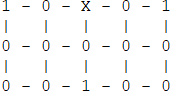 1 - 0 - X - 0 - 1
| | | | |
0 - 0 - 0 - 0 - 0
| | | | |
0 - 0 - 1 - 0 - 0